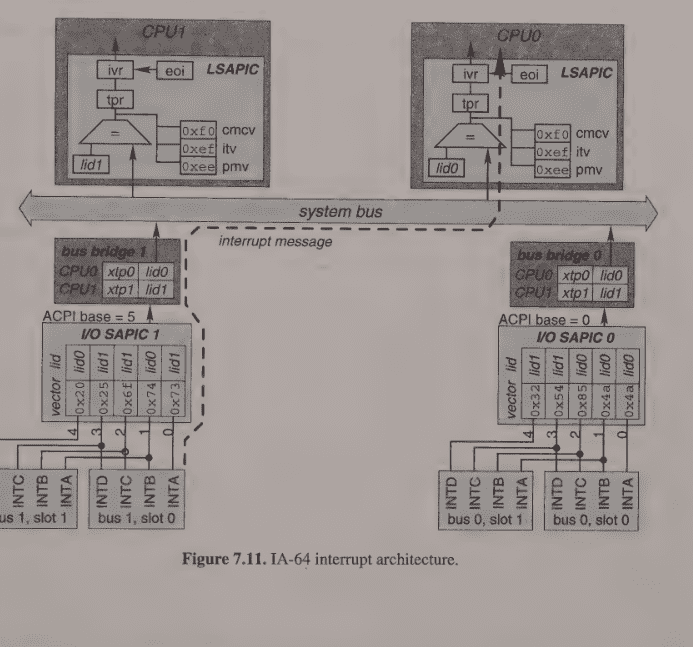 CPU1
ivr
eoi
LSAPIC
tpr
=
0xf0 cmcv
0xef itv
0xee pmv
lid1
CPU0
ivr
eoi
LSAPIC
tpr
=
0xf0 cmcv
0xef itv
0xee pmv
lid0
system bus
interrupt message
bus bridge 1
CPU0 xtp0 lid0
CPU1 xtp1 lid1
ACPI base = 5
I/O SAPIC 1
lid lid0 lid1 lid1 lid0 lid1
vector 0x20 0x25 0x6f 0x74 0x73
4 3 2 1 0
INTC INTB INTA
us 1, slot 1
INTD INTC INTB INTA
bus 1, slot 0
bus bridge 0
CPU0 xtp0 lid0
CPU1 xtp1 lid1
ACPI base = 0
I/O SAPIC 0
lid lid1 lid1 lid0 lid0 lid0
vector 0x32 0x54 0x85 0x4a 0x4a
4 3 2 1 0
INTD INTC INTB INTA
bus 0, slot 1
INTD INTC INTB INTA
bus 0, slot 0
Figure 7.11. IA-64 interrupt architecture.